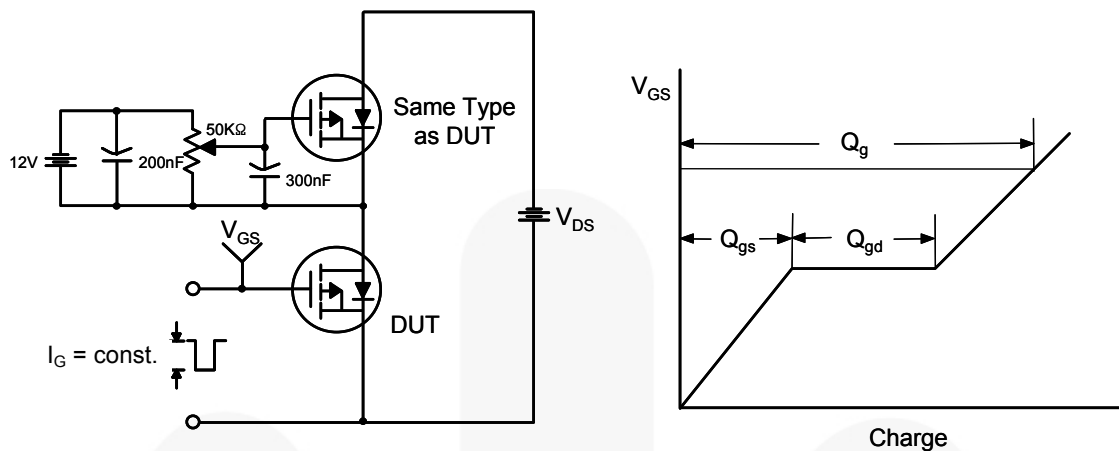 Same Type
as DUT
50KΩ
12V
200nF
300nF
V_GS
V_DS
DUT
I_G = const.
V_GS
Q_g
Q_gs
Q_gd
Charge